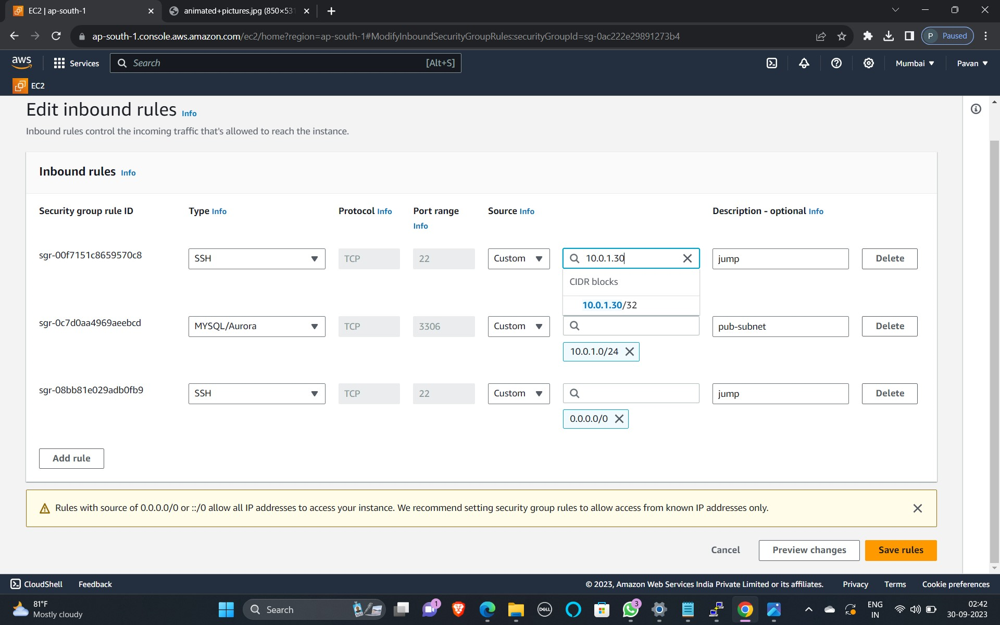 EC2 | ap-south-1
animated+pictures.jpg (850×531
ap-south-1.console.aws.amazon.com/ec2/home?region=ap-south-1#ModifyInboundSecurityGroupRules:securityGroupId=sg-0ac222e29891273b4
P Paused
aws Services Search [Alt+S] Mumbai Pavan
EC2
Edit inbound rules Info
Inbound rules control the incoming traffic that's allowed to reach the instance.
Inbound rules Info
Security group rule ID Type Info Protocol Info Port range Info Source Info Description - optional Info
sgr-00f7151c8659570c8 SSH TCP 22 Custom 10.0.1.30 jump Delete
CIDR blocks
10.0.1.30/32
sgr-0c7d0aa4969aeebcd MYSQL/Aurora TCP 3306 Custom pub-subnet Delete
10.0.1.0/24
sgr-08bb81e029adb0fb9 SSH TCP 22 Custom jump Delete
0.0.0.0/0
Add rule
Rules with source of 0.0.0.0/0 or ::/0 allow all IP addresses to access your instance. We recommend setting security group rules to allow access from known IP addresses only.
Cancel Preview changes Save rules
CloudShell Feedback © 2023, Amazon Web Services India Private Limited or its affiliates. Privacy Terms Cookie preferences
81°F
Mostly cloudy
Search
1
DELL
3
ENG
IN
02:42
30-09-2023